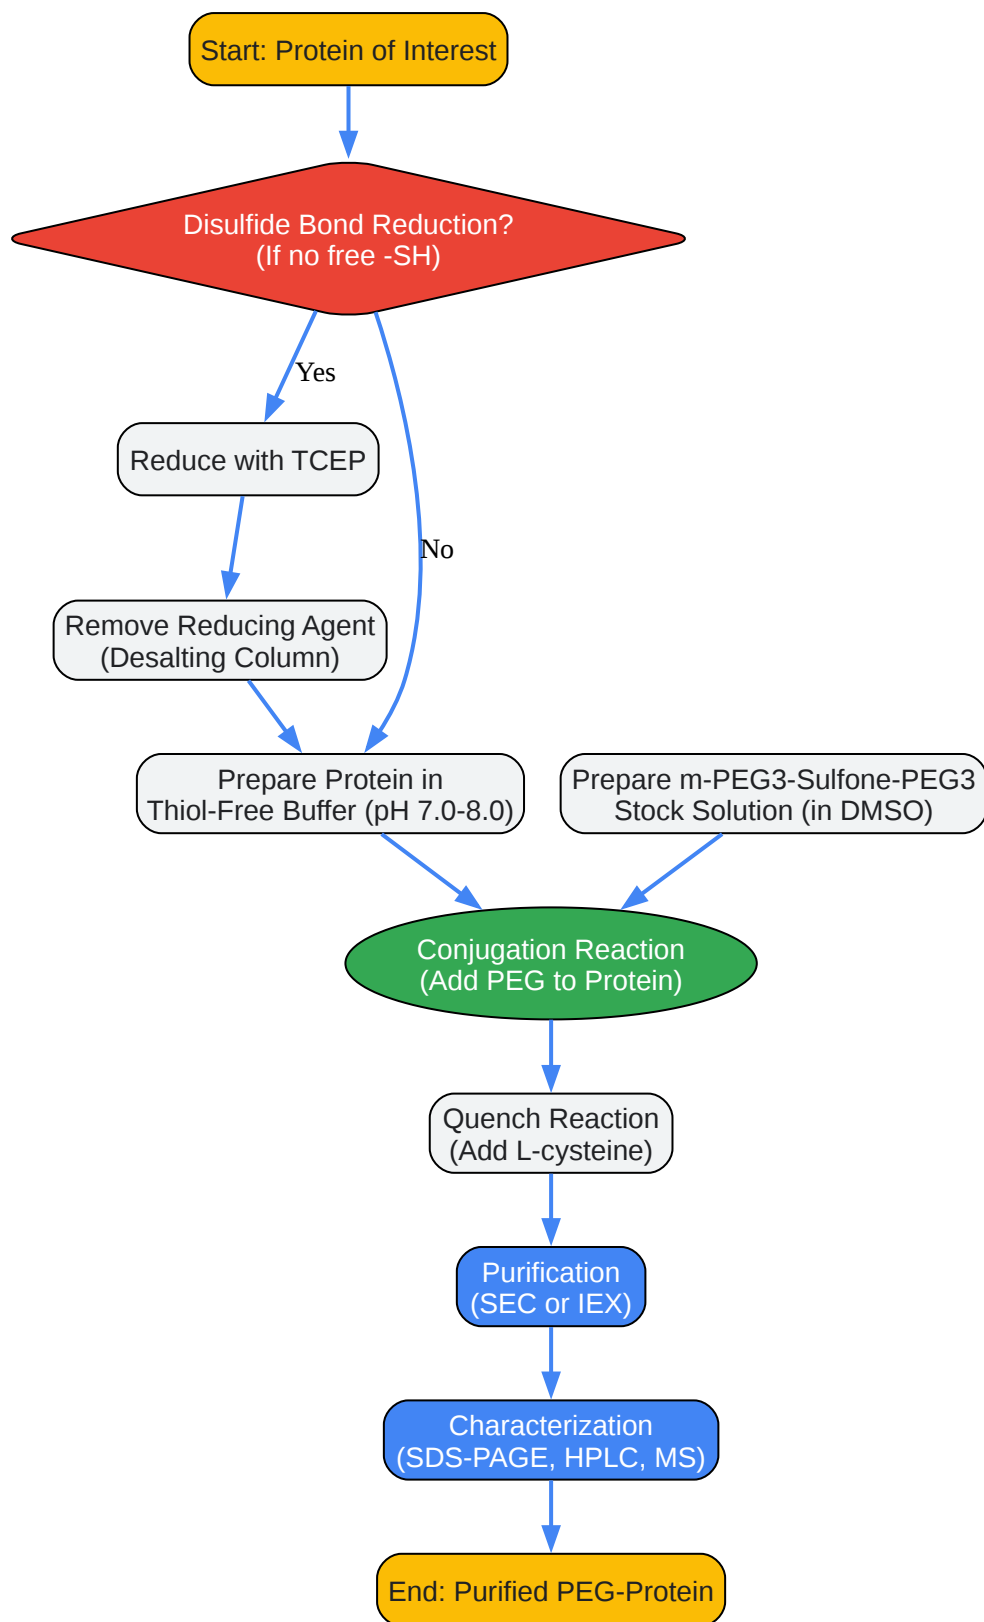 Start: Protein of Interest
Disulfide Bond Reduction?
(If no free -SH)
Yes
Reduce with TCEP
No
Remove Reducing Agent
(Desalting Column)
Prepare Protein in
Thiol-Free Buffer (pH 7.0-8.0)
Prepare m-PEG3-Sulfone-PEG3
Stock Solution (in DMSO)
Conjugation Reaction
(Add PEG to Protein)
Quench Reaction
(Add L-cysteine)
Purification
(SEC or IEX)
Characterization
(SDS-PAGE, HPLC, MS)
End: Purified PEG-Protein